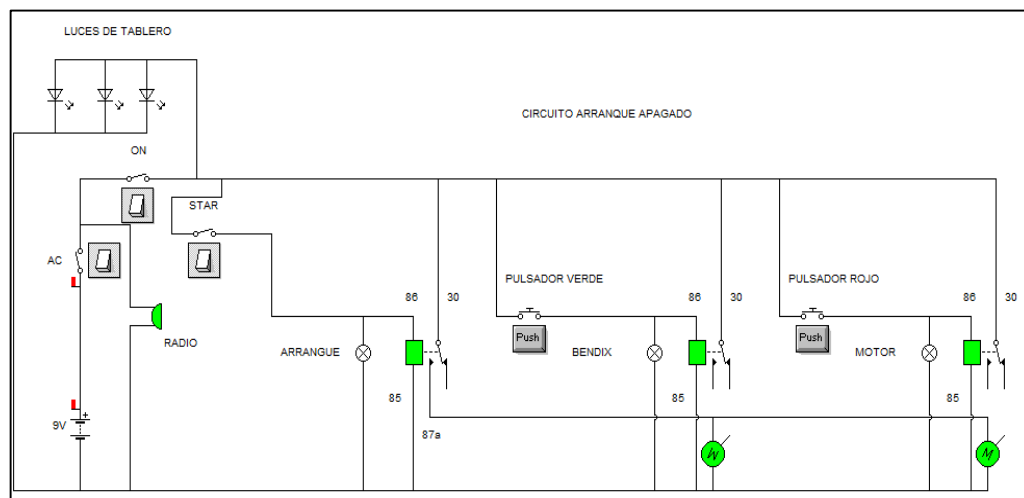 LUCES DE TABLERO
CIRCUITO ARRANQUE APAGADO
ON
STAR
AC
PULSADOR VERDE
PULSADOR ROJO
86
30
86
30
86
30
Push
Push
RADIO
ARRANGUE
BENDIX
MOTOR
85
85
85
9V
+
87a
W
M